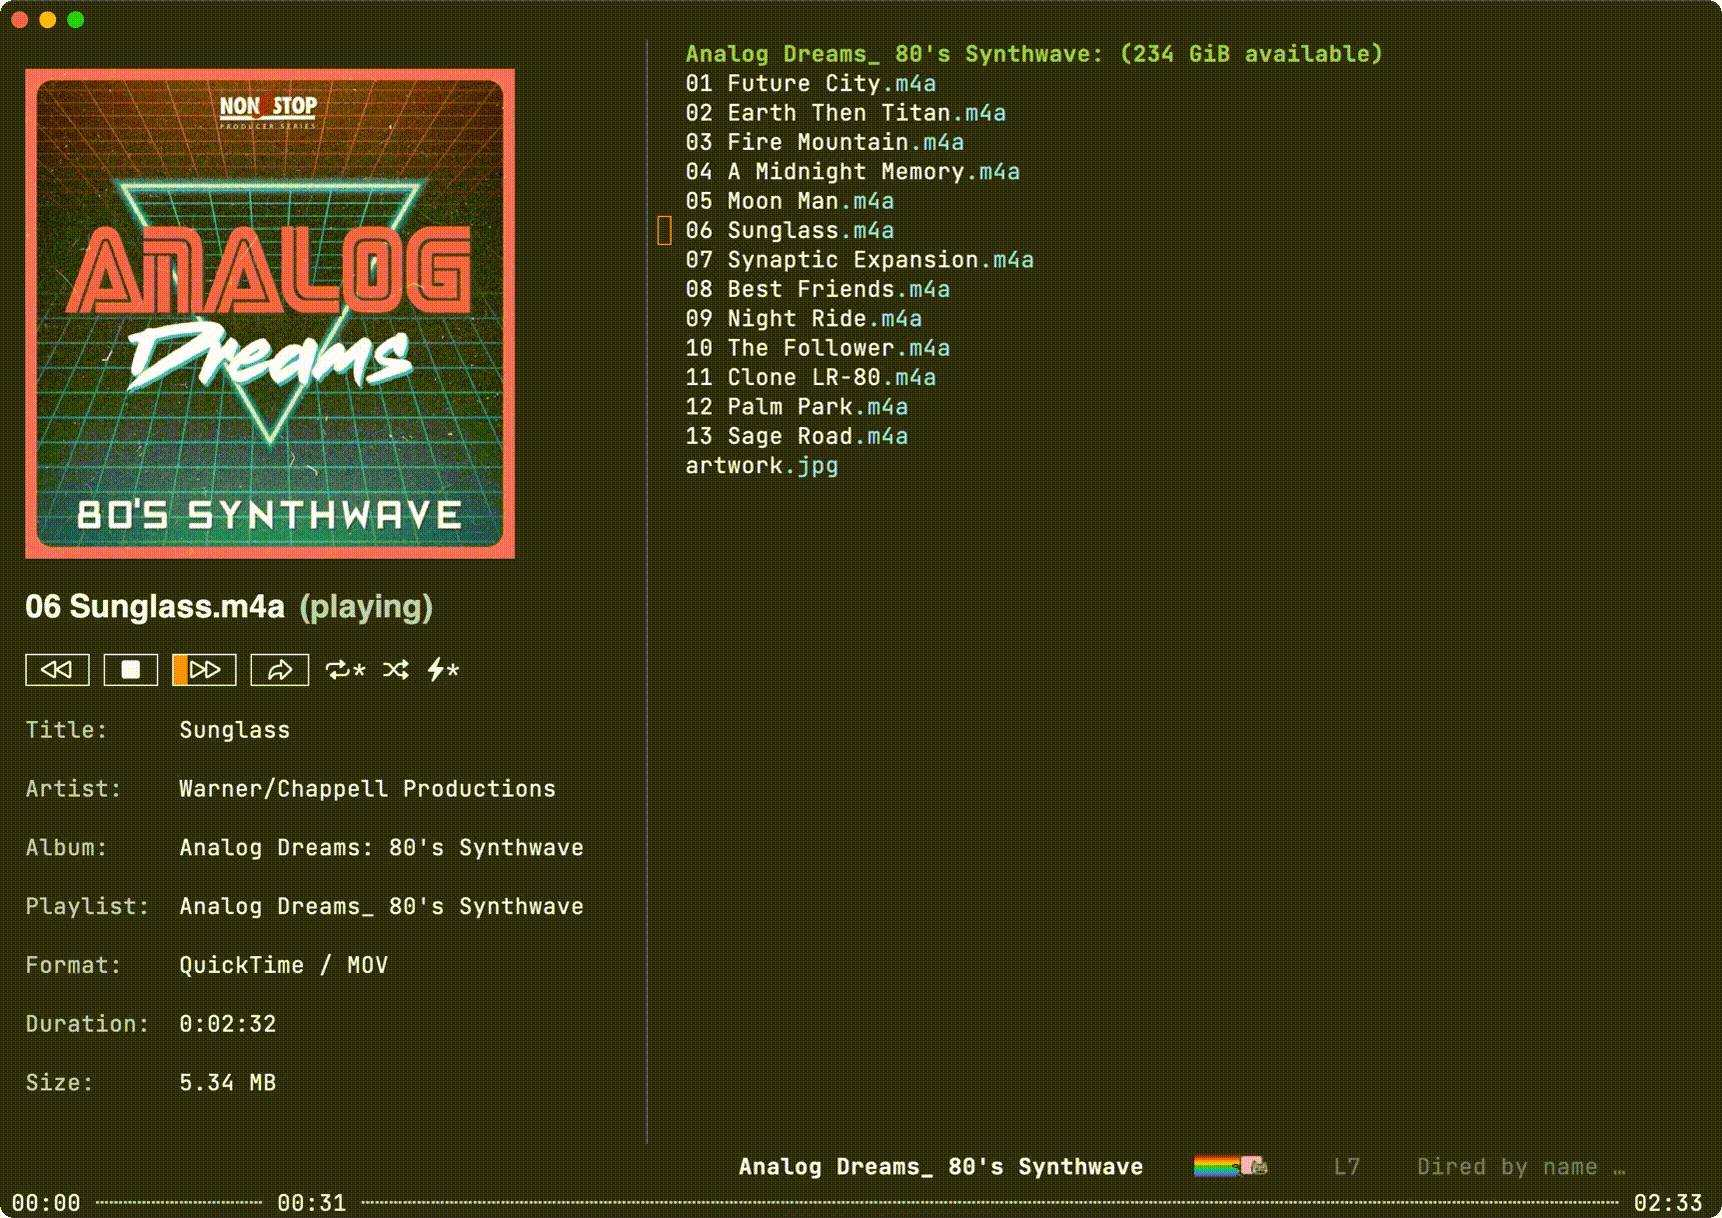 NON STOP
PRODUCER SERIES
ANALOG
Dreams
80'S SYNTHWAVE
06 Sunglass.m4a (playing)
Title: Sunglass
Artist: Warner/Chappell Productions
Album: Analog Dreams: 80's Synthwave
Playlist: Analog Dreams_ 80's Synthwave
Format: QuickTime / MOV
Duration: 0:02:32
Size: 5.34 MB
Analog Dreams_ 80's Synthwave: (234 GiB available)
01 Future City.m4a
02 Earth Then Titan.m4a
03 Fire Mountain.m4a
04 A Midnight Memory.m4a
05 Moon Man.m4a
06 Sunglass.m4a
07 Synaptic Expansion.m4a
08 Best Friends.m4a
09 Night Ride.m4a
10 The Follower.m4a
11 Clone LR-80.m4a
12 Palm Park.m4a
13 Sage Road.m4a
artwork.jpg
Analog Dreams_ 80's Synthwave L7 Dired by name …
00:00 00:31 02:33